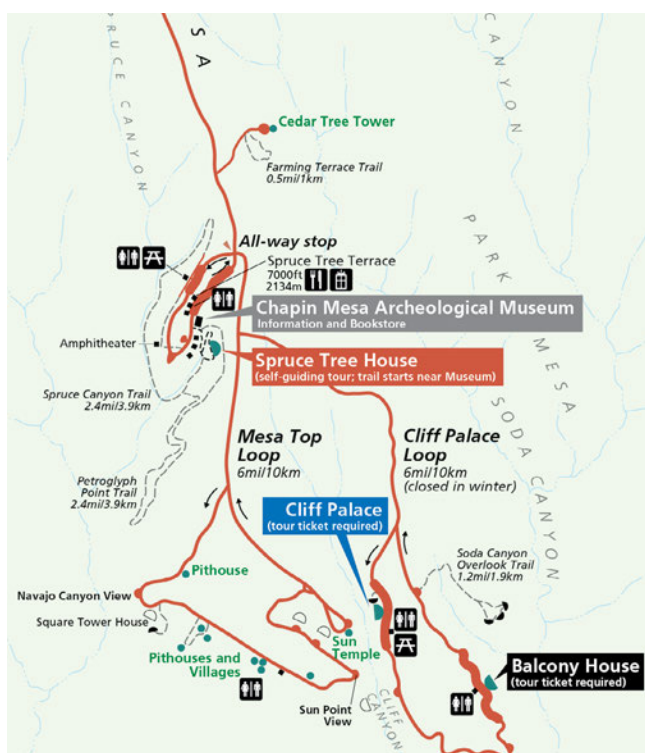 SPRUCE CANYON
S A
Cedar Tree Tower
Farming Terrace Trail
0.5mi/1km
All-way stop
Spruce Tree Terrace
7000ft
2134m
Chapin Mesa Archeological Museum
Information and Bookstore
Amphitheater
Spruce Tree House
(self-guiding tour; trail starts near Museum)
Spruce Canyon Trail
2.4mi/3.9km
Petroglyph
Point Trail
2.4mi/3.9km
Mesa Top
Loop
6mi/10km
Cliff Palace
Loop
6mi/10km
(closed in winter)
Cliff Palace
(tour ticket required)
SODA CANYON
PARK MESA
SODA CANYON
Soda Canyon
Overlook Trail
1.2mi/1.9km
Pithouse
Navajo Canyon View
Square Tower House
Pithouses and
Villages
Sun
Temple
Sun Point
View
CLIFF
CANYON
Balcony House
(tour ticket required)